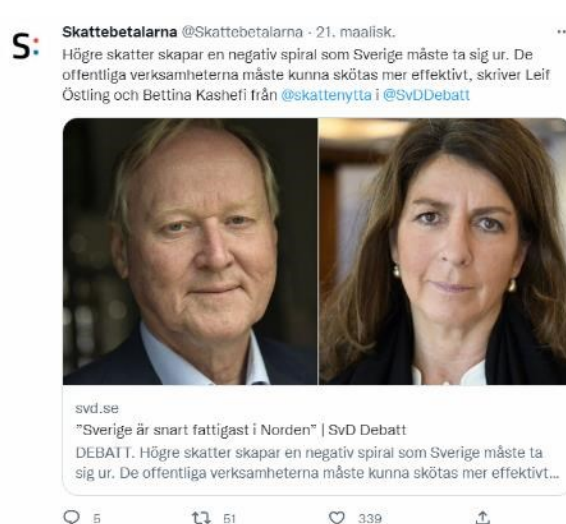 S:
Skattebetalarna @Skattebetalarna · 21. maalisk.
Högre skatter skapar en negativ spiral som Sverige måste ta sig ur. De
offentliga verksamheterna måste kunna skötas mer effektivt, skriver Leif
Östling och Bettina Kashefi från @skattenytta i @SvDDebatt
svd.se
”Sverige är snart fattigast i Norden” | SvD Debatt
DEBATT. Högre skatter skapar en negativ spiral som Sverige måste ta
sig ur. De offentliga verksamheterna måste kunna skötas mer effektivt...
5 51 339